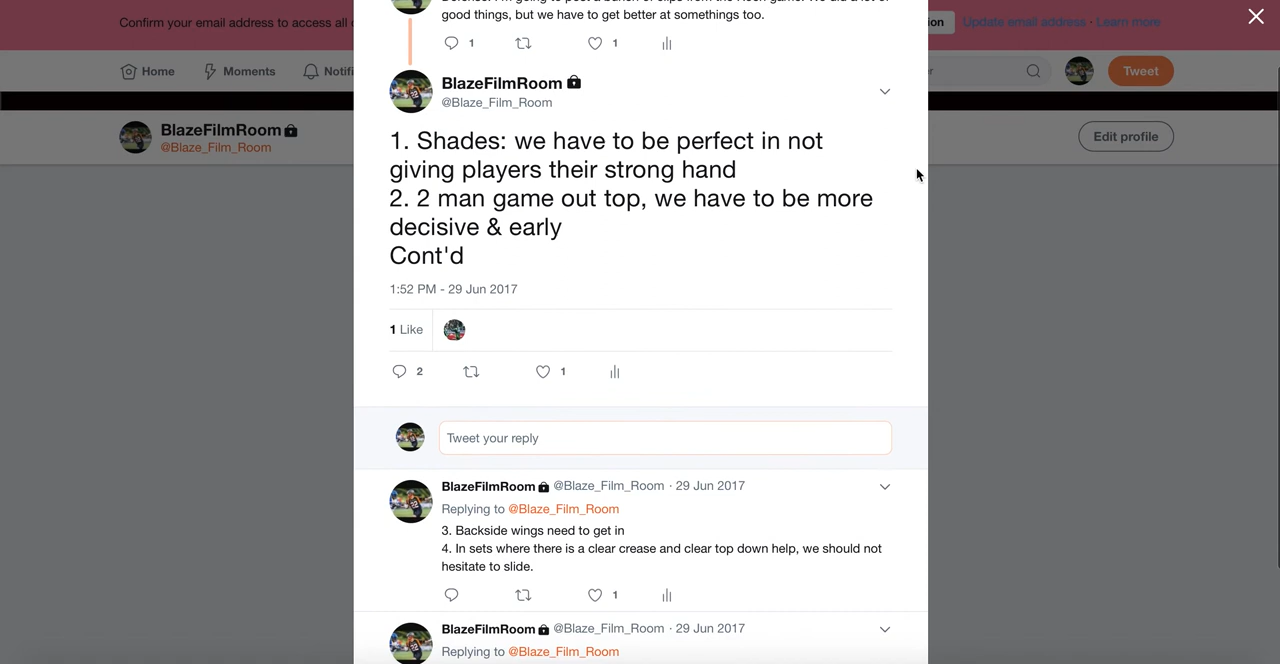 Confirm your email address to access all
Update email address · Learn more
Home
Moments
Tweet
BlazeFilmRoom
@Blaze_Film_Room
Edit profile
good things, but we have to get better at somethings too.
1
1
BlazeFilmRoom
@Blaze_Film_Room
1. Shades: we have to be perfect in not
giving players their strong hand
2. 2 man game out top, we have to be more
decisive & early
Cont'd
1:52 PM - 29 Jun 2017
1 Like
2
1
Tweet your reply
BlazeFilmRoom @Blaze_Film_Room · 29 Jun 2017
Replying to @Blaze_Film_Room
3. Backside wings need to get in
4. In sets where there is a clear crease and clear top down help, we should not
hesitate to slide.
1
BlazeFilmRoom @Blaze_Film_Room · 29 Jun 2017
Replying to @Blaze_Film_Room